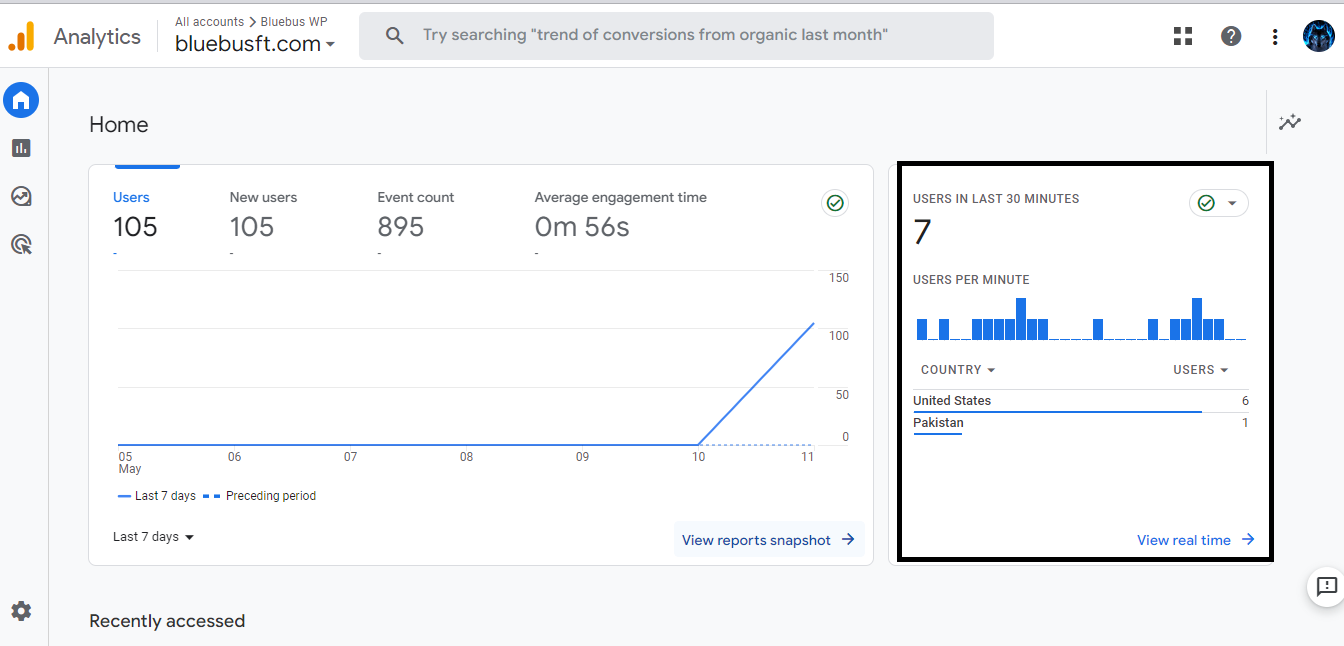 Analytics
All accounts > Bluebus WP
bluebusft.com
Try searching "trend of conversions from organic last month"
Home
Users
105
-
New users
105
-
Event count
895
-
Average engagement time
0m 56s
-
150
100
50
0
05
May
06
07
08
09
10
11
Last 7 days
Preceding period
Last 7 days
View reports snapshot
USERS IN LAST 30 MINUTES
7
USERS PER MINUTE
COUNTRY
USERS
United States 6
Pakistan 1
View real time
Recently accessed